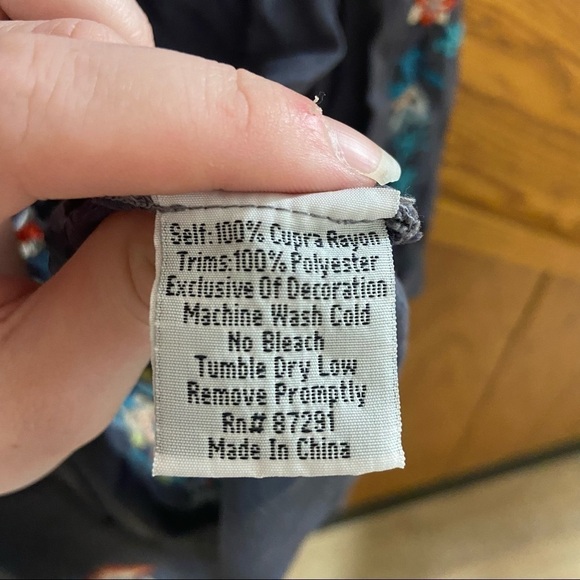 Self:100% Cupra Rayon
Trims:100% Polyester
Exclusive Of Decoration
Machine Wash Cold
No Bleach
Tumble Dry Low
Remove Promptly
Rn# 87291
Made In China